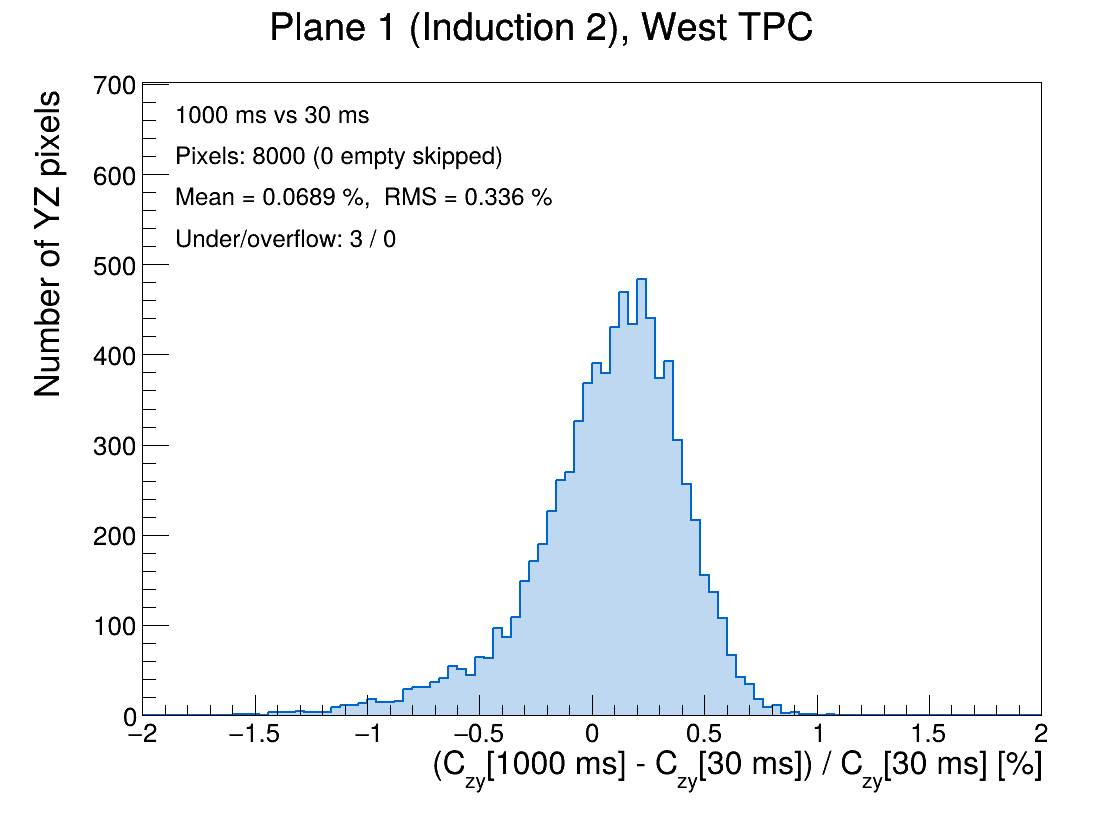 Plane 1 (Induction 2), West TPC
Number of YZ pixels
700
600
500
400
300
200
100
0
1000 ms vs 30 ms
Pixels: 8000 (0 empty skipped)
Mean = 0.0689 %, RMS = 0.336 %
Under/overflow: 3 / 0
−2 −1.5 −1 −0.5 0 0.5 1 1.5 2
(C_zy[1000 ms] - C_zy[30 ms]) / C_zy[30 ms] [%]